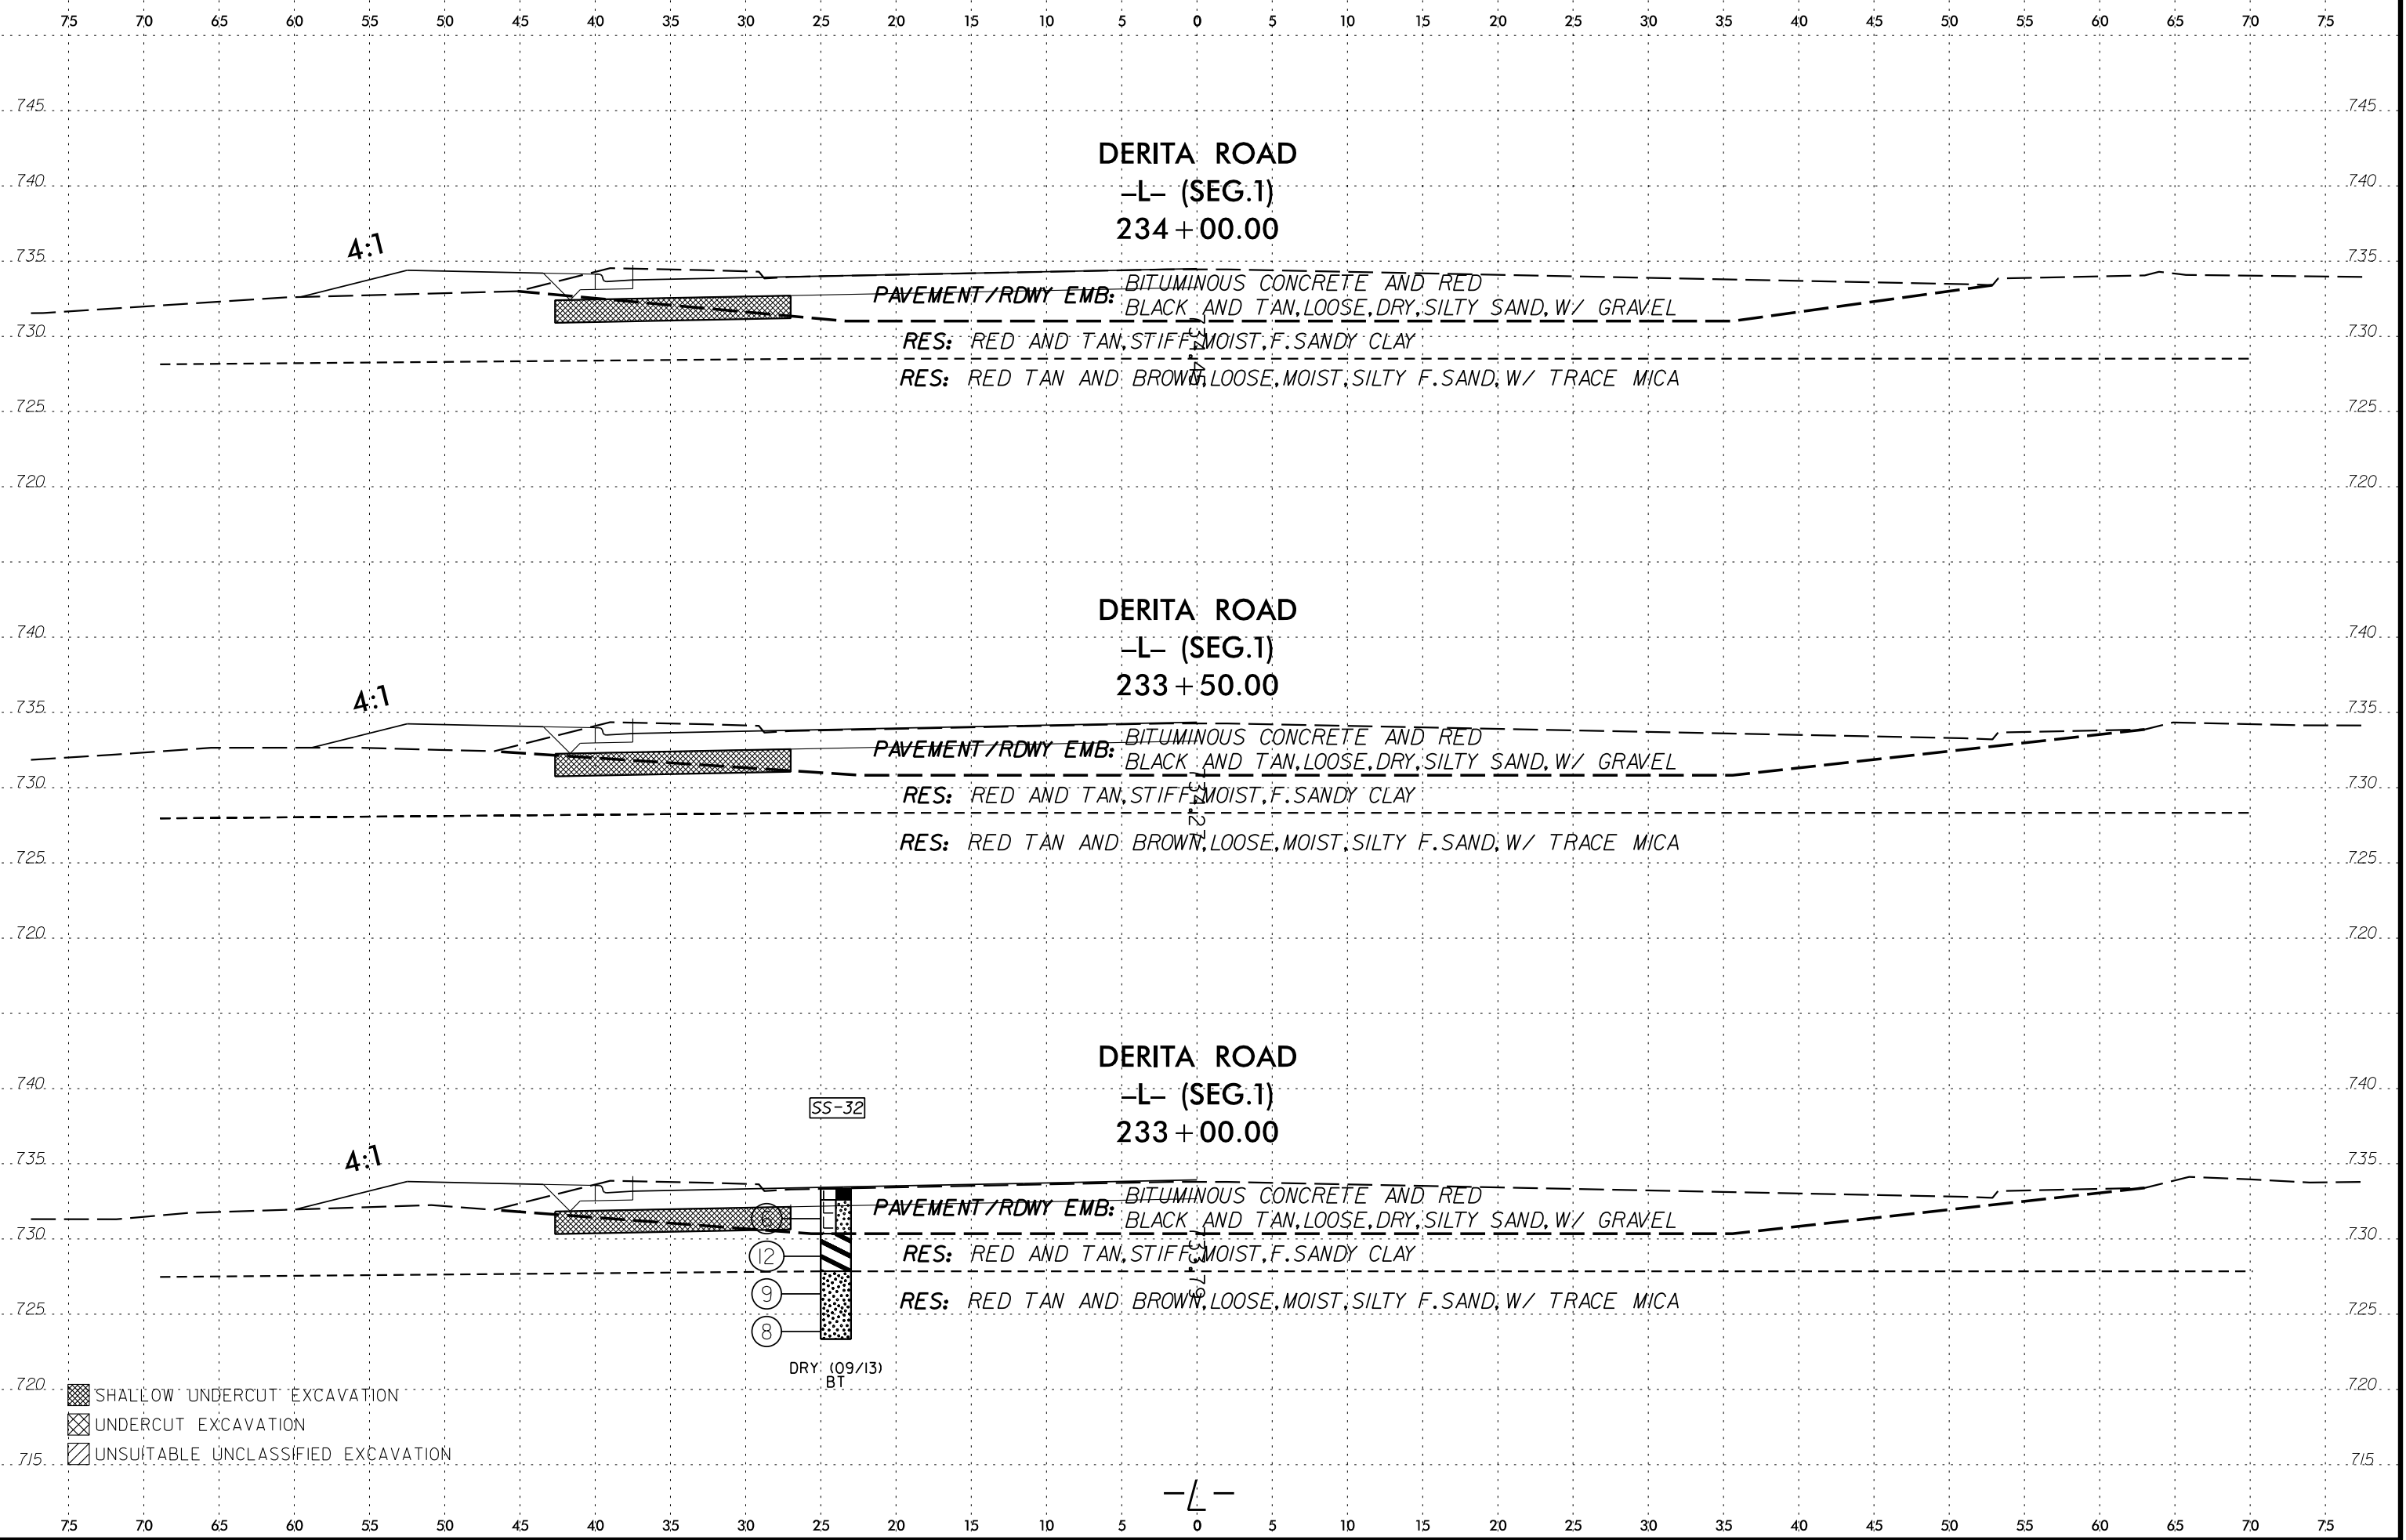 75 70 65 60 55 50 45 40 35 30 25 20 15 10 5 0 5 10 15 20 25 30 35 40 45 50 55 60 65 70 75
745 745
DERITA ROAD
740 740
-L- (SEG.1)
234+00.00
4:1
735 735
PAVEMENT/RDWY EMB: BITUMINOUS CONCRETE AND RED
BLACK AND TAN, LOOSE, DRY, SILTY SAND, W/ GRAVEL
730 730
RES: RED AND TAN, STIFF, MOIST, F. SANDY CLAY
734.45
RES: RED TAN AND BROWN, LOOSE, MOIST, SILTY F. SAND, W/ TRACE MICA
725 725
720 720
DERITA ROAD
740 740
-L- (SEG.1)
233+50.00
4:1
735 735
PAVEMENT/RDWY EMB: BITUMINOUS CONCRETE AND RED
BLACK AND TAN, LOOSE, DRY, SILTY SAND, W/ GRAVEL
730 730
RES: RED AND TAN, STIFF, MOIST, F. SANDY CLAY
734.27
RES: RED TAN AND BROWN, LOOSE, MOIST, SILTY F. SAND, W/ TRACE MICA
725 725
720 720
DERITA ROAD
740 740
-L- (SEG.1)
SS-32
233+00.00
4:1
735 735
PAVEMENT/RDWY EMB: BITUMINOUS CONCRETE AND RED
6
BLACK AND TAN, LOOSE, DRY, SILTY SAND, W/ GRAVEL
730 730
12
RES: RED AND TAN, STIFF, MOIST, F. SANDY CLAY
733.79
9
RES: RED TAN AND BROWN, LOOSE, MOIST, SILTY F. SAND, W/ TRACE MICA
725 725
8
DRY (09/13)
BT
720 720
SHALLOW UNDERCUT EXCAVATION
UNDERCUT EXCAVATION
UNSUITABLE UNCLASSIFIED EXCAVATION
715 715
-L-
75 70 65 60 55 50 45 40 35 30 25 20 15 10 5 0 5 10 15 20 25 30 35 40 45 50 55 60 65 70 75